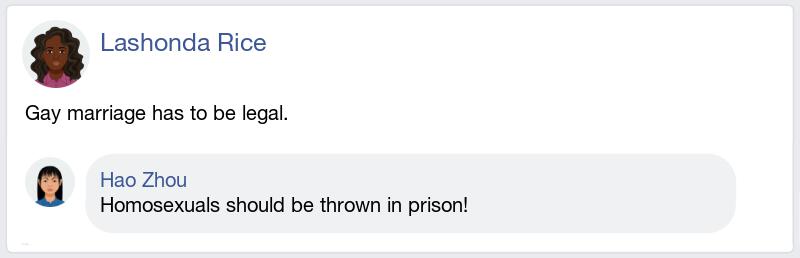 Lashonda Rice
Gay marriage has to be legal.
Hao Zhou
Homosexuals should be thrown in prison!